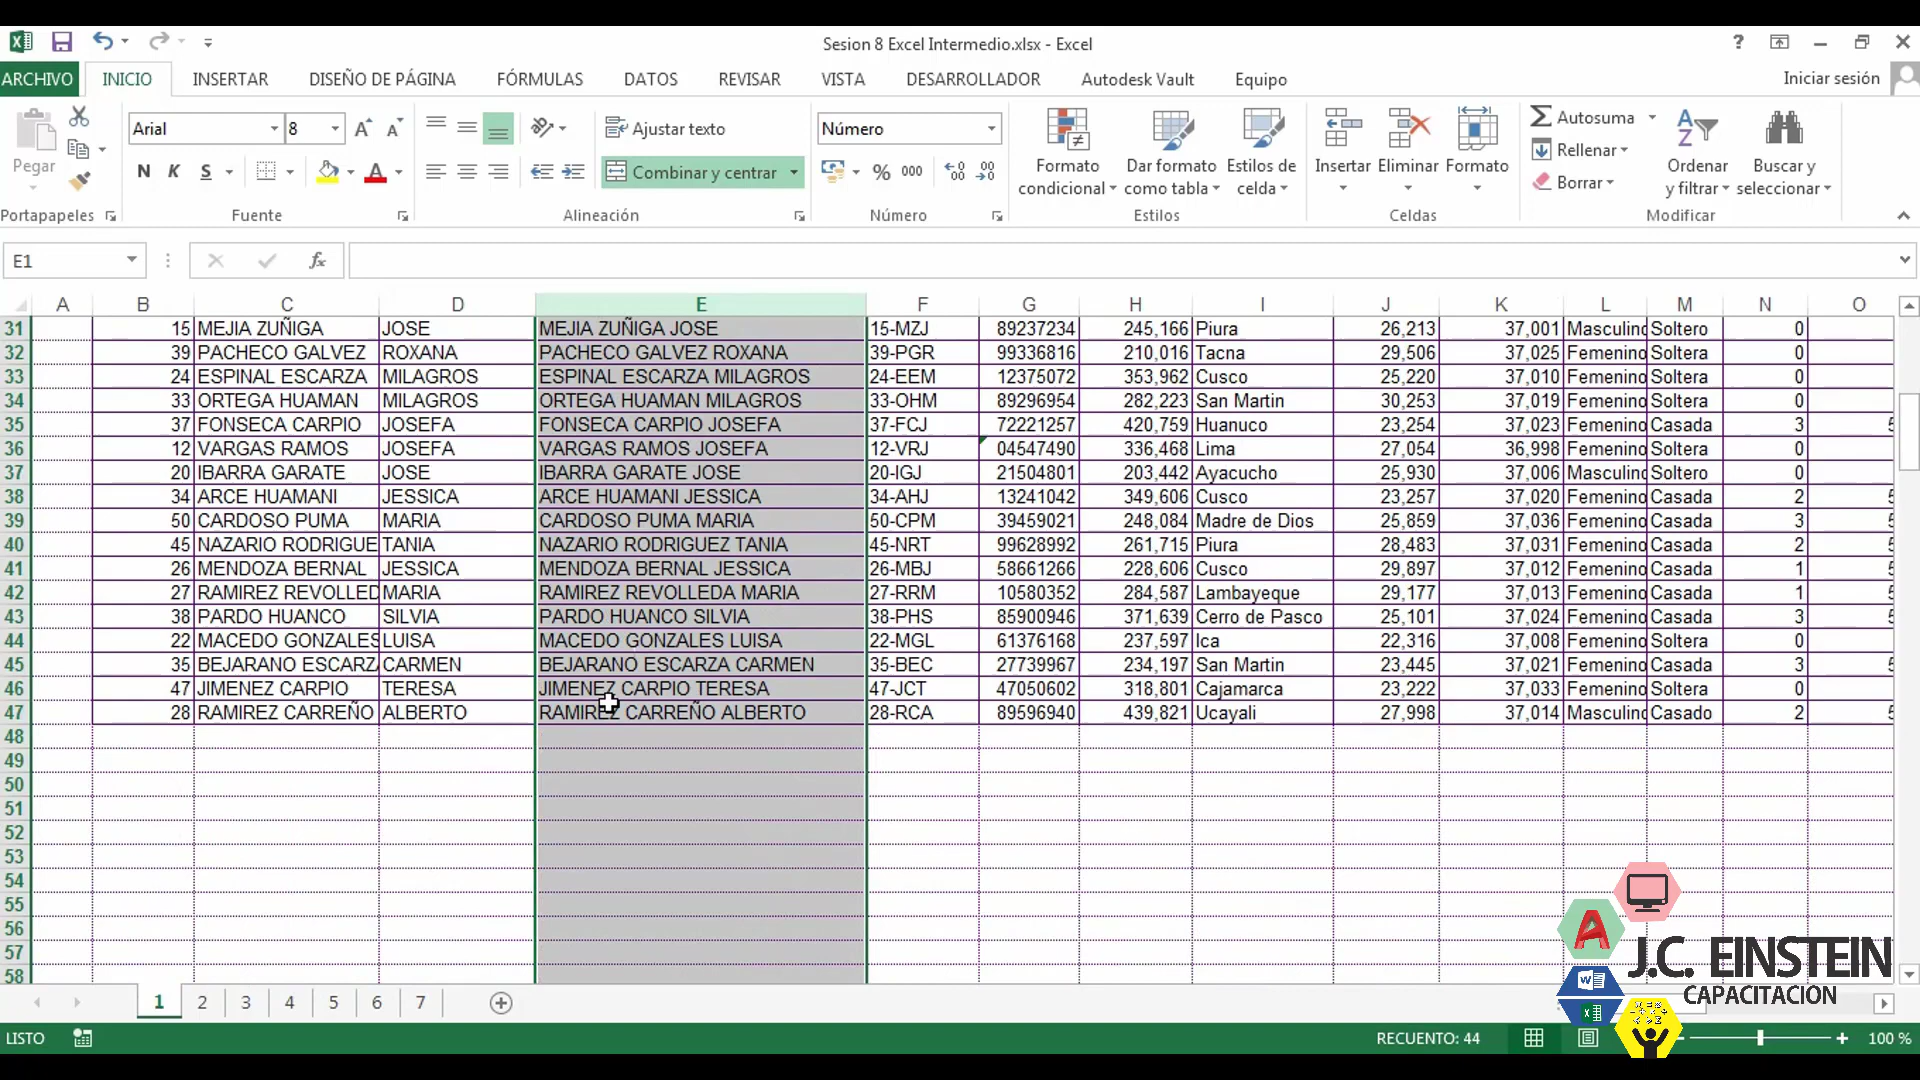 Sesion 8 Excel Intermedio.xlsx - Excel
ARCHIVO INICIO INSERTAR DISEÑO DE PÁGINA FÓRMULAS DATOS REVISAR VISTA DESARROLLADOR Autodesk Vault Equipo Iniciar sesión
Arial 8 Ajustar texto Número Autosuma
Pegar N K S Combinar y centrar % 000 Formato condicional Dar formato como tabla Estilos de celda Insertar Eliminar Formato Rellenar Borrar Ordenar y filtrar Buscar y seleccionar
Portapapeles Fuente Alineación Número Estilos Celdas Modificar
E1 fx
A B C D E F G H I J K L M N O
31 15 MEJIA ZUÑIGA JOSE MEJIA ZUÑIGA JOSE 15-MZJ 89237234 245,166 Piura 26,213 37,001 Masculino Soltero 0
32 39 PACHECO GALVEZ ROXANA PACHECO GALVEZ ROXANA 39-PGR 99336816 210,016 Tacna 29,506 37,025 Femenino Soltera 0
33 24 ESPINAL ESCARZA MILAGROS ESPINAL ESCARZA MILAGROS 24-EEM 12375072 353,962 Cusco 25,220 37,010 Femenino Soltera 0
34 33 ORTEGA HUAMAN MILAGROS ORTEGA HUAMAN MILAGROS 33-OHM 89296954 282,223 San Martin 30,253 37,019 Femenino Soltera 0
35 37 FONSECA CARPIO JOSEFA FONSECA CARPIO JOSEFA 37-FCJ 72221257 420,759 Huanuco 23,254 37,023 Femenino Casada 3 5
36 12 VARGAS RAMOS JOSEFA VARGAS RAMOS JOSEFA 12-VRJ 04547490 336,468 Lima 27,054 36,998 Femenino Soltera 0
37 20 IBARRA GARATE JOSE IBARRA GARATE JOSE 20-IGJ 21504801 203,442 Ayacucho 25,930 37,006 Masculino Soltero 0
38 34 ARCE HUAMANI JESSICA ARCE HUAMANI JESSICA 34-AHJ 13241042 349,606 Cusco 23,257 37,020 Femenino Casada 2 5
39 50 CARDOSO PUMA MARIA CARDOSO PUMA MARIA 50-CPM 39459021 248,084 Madre de Dios 25,859 37,036 Femenino Casada 3 5
40 45 NAZARIO RODRIGUE TANIA NAZARIO RODRIGUEZ TANIA 45-NRT 99628992 261,715 Piura 28,483 37,031 Femenino Casada 2 5
41 26 MENDOZA BERNAL JESSICA MENDOZA BERNAL JESSICA 26-MBJ 58661266 228,606 Cusco 29,897 37,012 Femenino Casada 1 5
42 27 RAMIREZ REVOLLED MARIA RAMIREZ REVOLLEDA MARIA 27-RRM 10580352 284,587 Lambayeque 29,177 37,013 Femenino Casada 1 5
43 38 PARDO HUANCO SILVIA PARDO HUANCO SILVIA 38-PHS 85900946 371,639 Cerro de Pasco 25,101 37,024 Femenino Casada 3 5
44 22 MACEDO GONZALES LUISA MACEDO GONZALES LUISA 22-MGL 61376168 237,597 Ica 22,316 37,008 Femenino Soltera 0
45 35 BEJARANO ESCARZA CARMEN BEJARANO ESCARZA CARMEN 35-BEC 27739967 234,197 San Martin 23,445 37,021 Femenino Casada 3 5
46 47 JIMENEZ CARPIO TERESA JIMENEZ CARPIO TERESA 47-JCT 47050602 318,801 Cajamarca 23,222 37,033 Femenino Soltera 0
47 28 RAMIREZ CARREÑO ALBERTO RAMIREZ CARREÑO ALBERTO 28-RCA 89596940 439,821 Ucayali 27,998 37,014 Masculino Casado 2 5
48
49
50
51
52
53
54
55
56
57
58
J.C. EINSTEIN
CAPACITACION
1 2 3 4 5 6 7
LISTO RECUENTO: 44 100 %